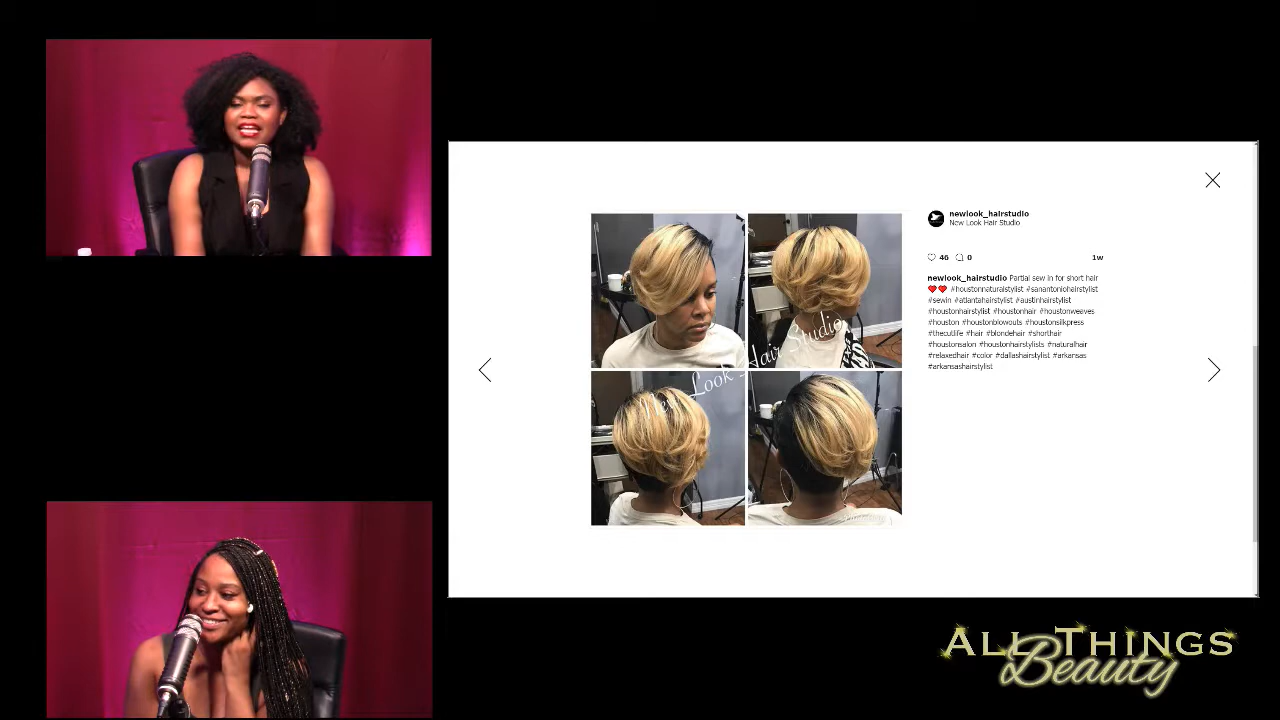 newlook_hairstudio
New Look Hair Studio
46 0 1w
newlook_hairstudio Partial sew in for short hair
❤️❤️ #houstonnaturalstylist #sanantoniohairstylist
#sewin #atlantahairstylist #austinhairstylist
#houstonhairstylist #houstonhair #houstonweaves
#houston #houstonblowouts #houstonsilkpress
#thecutlife #hair #blondehair #shorthair
#houstonsalon #houstonhairstylists #naturalhair
#relaxedhair #color #dallashairstylist #arkansas
#arkansashairstylist
New Look Hair Studio
ALL THINGS
Beauty